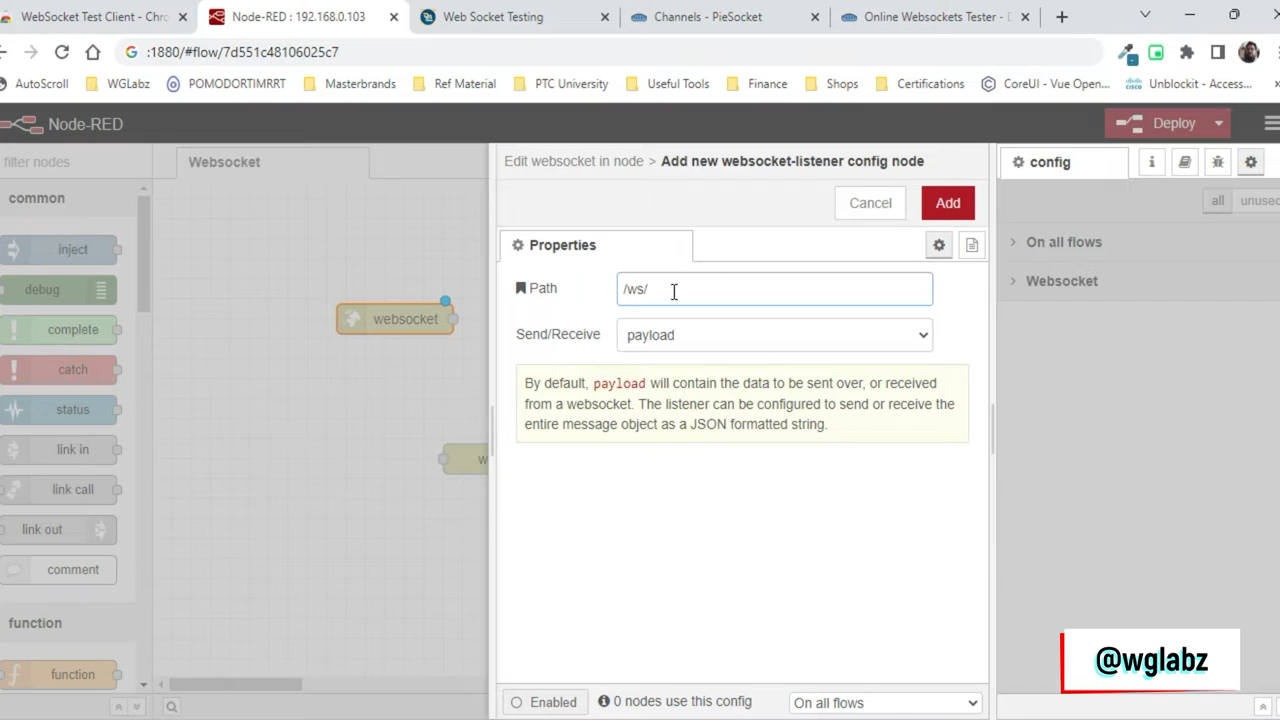 WebSocket Test Client - Chro
Node-RED : 192.168.0.103
Web Socket Testing
Channels - PieSocket
Online Websockets Tester - D
:1880/#flow/7d551c48106025c7
AutoScroll
WGLabz
POMODORTIMRRT
Masterbrands
Ref Material
PTC University
Useful Tools
Finance
Shops
Certifications
CoreUI - Vue Open...
Unblockit - Access...
Node-RED
Deploy
filter nodes
Websocket
Edit websocket in node > Add new websocket-listener config node
config
common
Cancel
Add
all
unused
inject
Properties
On all flows
debug
Path
/ws/
Websocket
complete
websocket
Send/Receive
payload
catch
By default, payload will contain the data to be sent over, or received
from a websocket. The listener can be configured to send or receive the
entire message object as a JSON formatted string.
status
link in
w
link call
link out
comment
function
function
@wglabz
Enabled
0 nodes use this config
On all flows